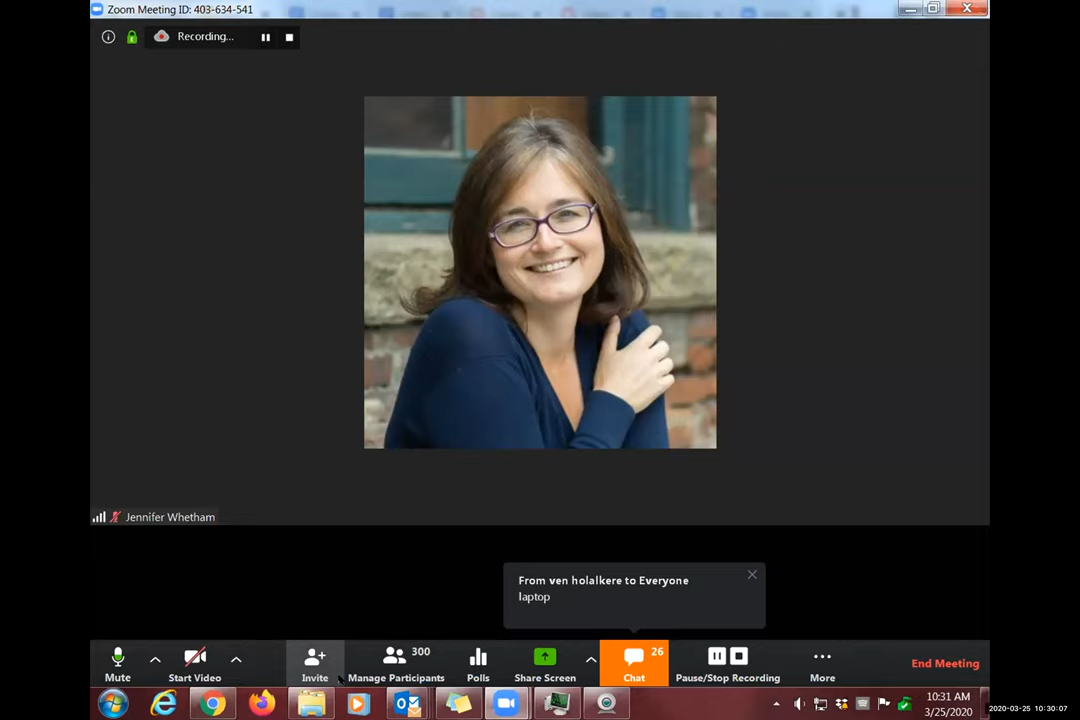 Zoom Meeting ID: 403-634-541
Recording...
Jennifer Whetham
From ven holalkere to Everyone
laptop
300
26
Mute
Start Video
Invite
Manage Participants
Polls
Share Screen
Chat
Pause/Stop Recording
More
End Meeting
10:31 AM
3/25/2020
2020-03-25 10:30:07